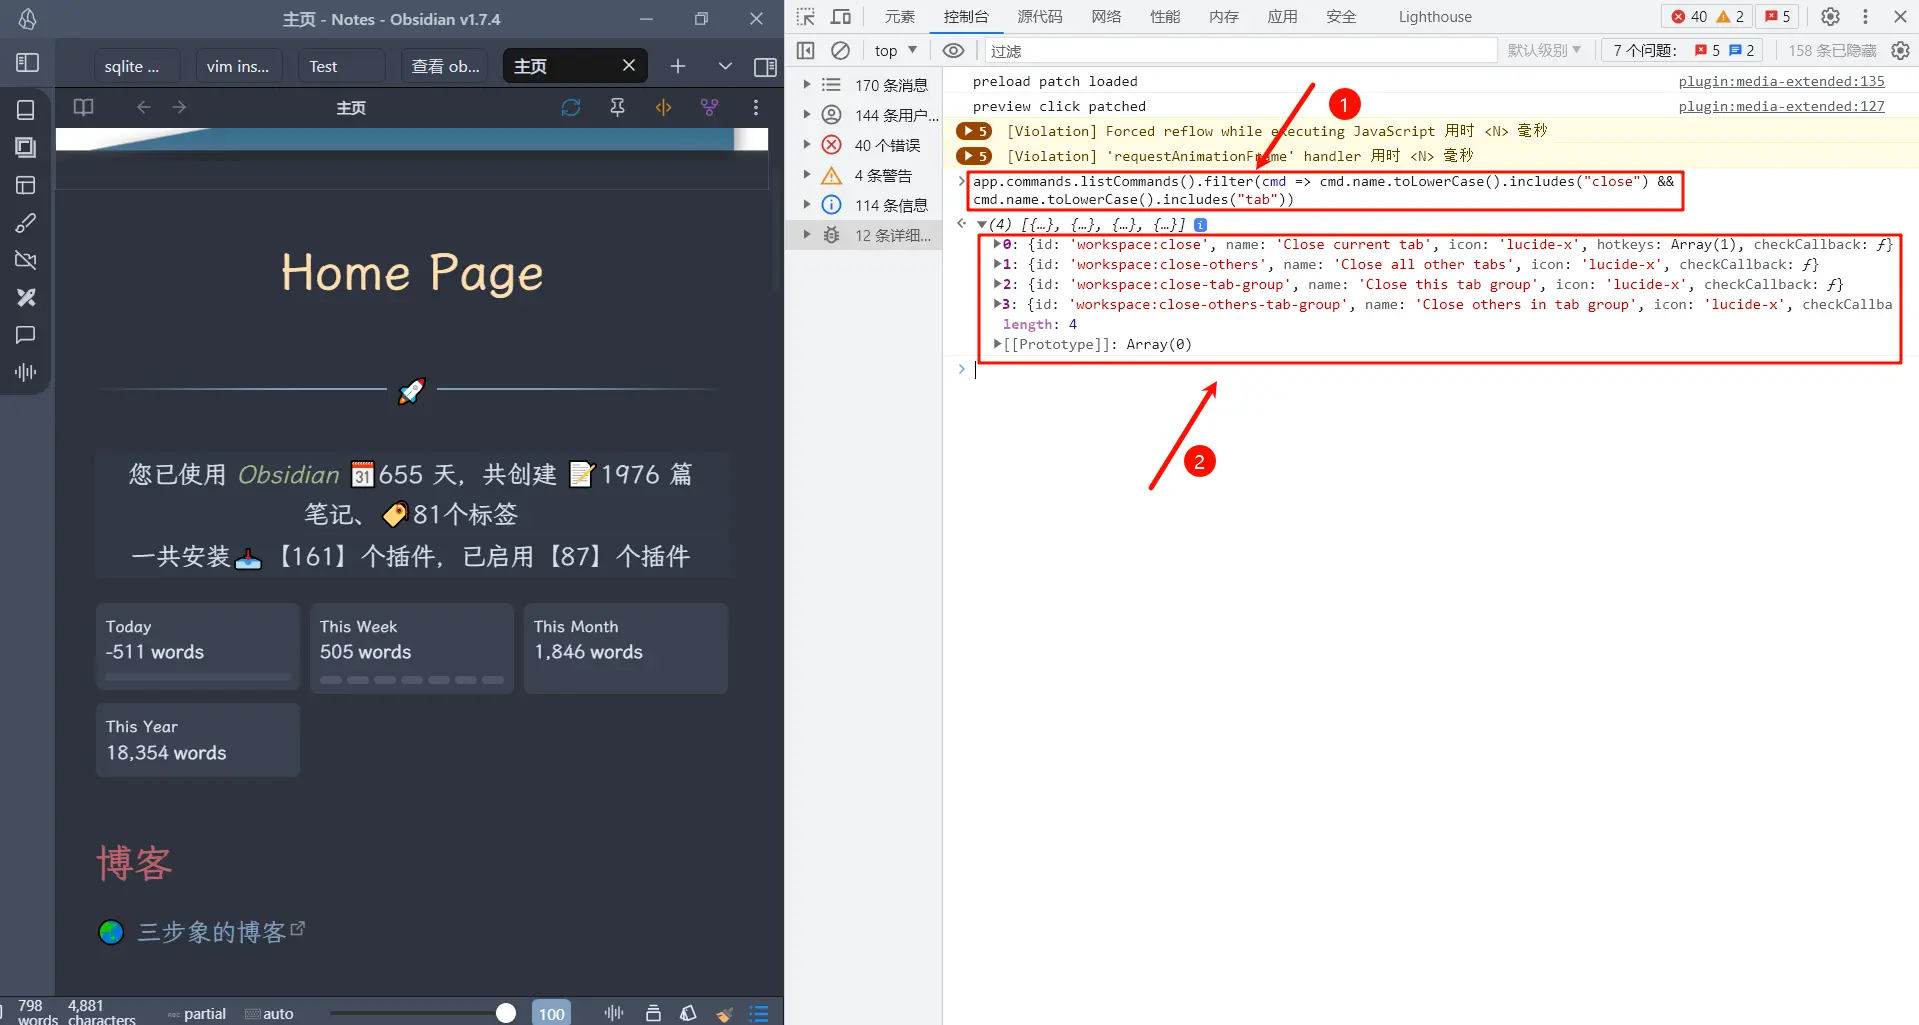 主页 - Notes - Obsidian v1.7.4
sqlite ...
vim ins...
Test
查看 ob...
主页
主页
Home Page
您已使用 Obsidian 655 天，共创建 1976 篇
笔记、81个标签
一共安装【161】个插件，已启用【87】个插件
Today
-511 words
This Week
505 words
This Month
1,846 words
This Year
18,354 words
博客
三步象的博客
798 words
4,881 characters
partial
auto
100
元素 控制台 源代码 网络 性能 内存 应用 安全 Lighthouse
40 2 5
top
过滤
默认级别
7 个问题： 5 2
158 条已隐藏
170 条消息
144 条用户...
40 个错误
4 条警告
114 条信息
12 条详细...
preload patch loaded plugin:media-extended:135
preview click patched plugin:media-extended:127
5 [Violation] Forced reflow while executing JavaScript 用时 <N> 毫秒
5 [Violation] 'requestAnimationFrame' handler 用时 <N> 毫秒
app.commands.listCommands().filter(cmd => cmd.name.toLowerCase().includes("close") &&
cmd.name.toLowerCase().includes("tab"))
(4) [{…}, {…}, {…}, {…}]
0: {id: 'workspace:close', name: 'Close current tab', icon: 'lucide-x', hotkeys: Array(1), checkCallback: ƒ}
1: {id: 'workspace:close-others', name: 'Close all other tabs', icon: 'lucide-x', checkCallback: ƒ}
2: {id: 'workspace:close-tab-group', name: 'Close this tab group', icon: 'lucide-x', checkCallback: ƒ}
3: {id: 'workspace:close-others-tab-group', name: 'Close others in tab group', icon: 'lucide-x', checkCallba
length: 4
[[Prototype]]: Array(0)
1
2